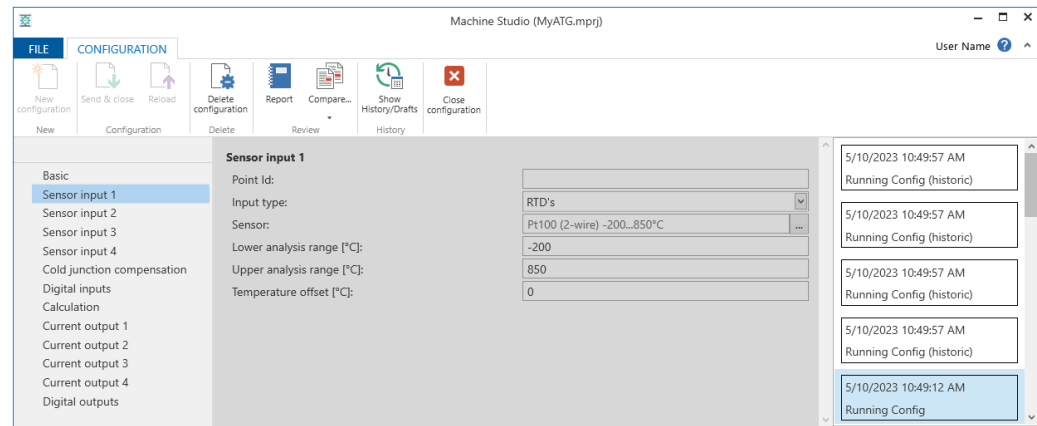 Machine Studio (MyATG.mprj)
FILE
CONFIGURATION
User Name
New configuration
Send & close
Reload
Delete configuration
Report
Compare...
Show History/Drafts
Close configuration
New
Configuration
Delete
Review
History
Basic
Sensor input 1
Sensor input 2
Sensor input 3
Sensor input 4
Cold junction compensation
Digital inputs
Calculation
Current output 1
Current output 2
Current output 3
Current output 4
Digital outputs
Sensor input 1
Point Id:
Input type: RTD's
Sensor: Pt100 (2-wire) -200...850°C ...
Lower analysis range [°C]: -200
Upper analysis range [°C]: 850
Temperature offset [°C]: 0
5/10/2023 10:49:57 AM
Running Config (historic)
5/10/2023 10:49:57 AM
Running Config (historic)
5/10/2023 10:49:57 AM
Running Config (historic)
5/10/2023 10:49:57 AM
Running Config (historic)
5/10/2023 10:49:12 AM
Running Config